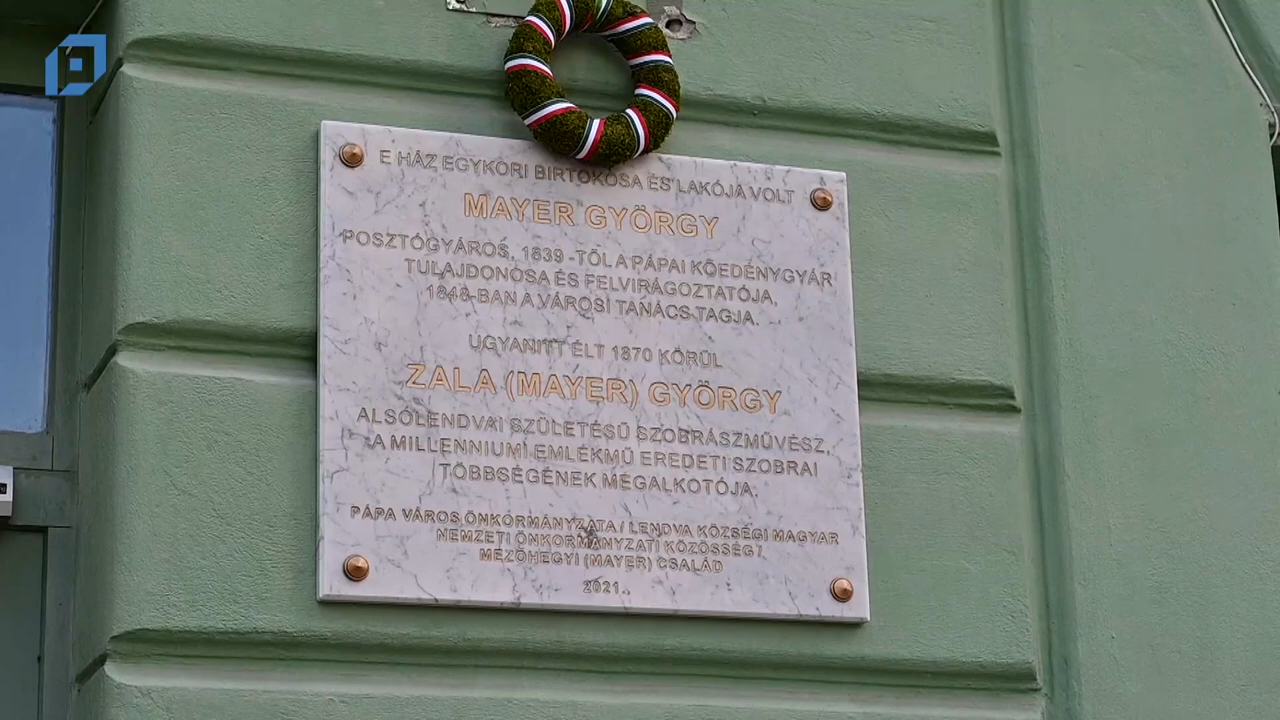 E HÁZ EGYKORI BIRTOKOSA ÉS LAKÓJA VOLT
MAYER GYÖRGY
POSZTÓGYÁROS, 1839 -TŐL A PÁPAI KŐEDÉNYGYÁR
TULAJDONOSA ÉS FELVIRÁGOZTATÓJA,
1848-BAN A VÁROSI TANÁCS TAGJA.
UGYANITT ÉLT 1870 KÖRÜL
ZALA (MAYER) GYÖRGY
ALSÓLENDVAI SZÜLETÉSŰ SZOBRÁSZMŰVÉSZ,
A MILLENNIUMI EMLÉKMŰ EREDETI SZOBRAI
TÖBBSÉGÉNEK MEGALKOTÓJA.
PÁPA VÁROS ÖNKORMÁNYZATA / LENDVA KÖZSÉGI MAGYAR
NEMZETI ÖNKORMÁNYZATI KÖZÖSSÉG /
MEZŐHEGYI (MAYER) CSALÁD
2021.